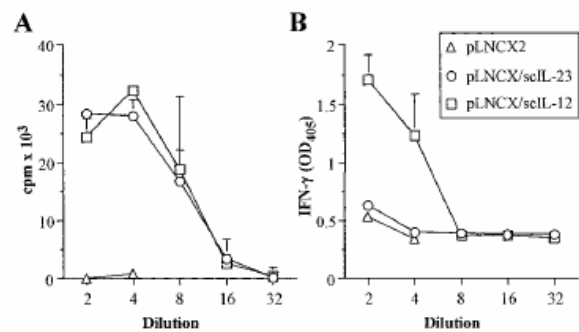 A
cpm x 10³
40
30
20
10
0
2 4 8 16 32
Dilution
B
IFN-γ (OD₄₀₅)
2
1.5
1
0.5
0
2 4 8 16 32
Dilution
pLNCX2
pLNCX/scIL-23
pLNCX/scIL-12